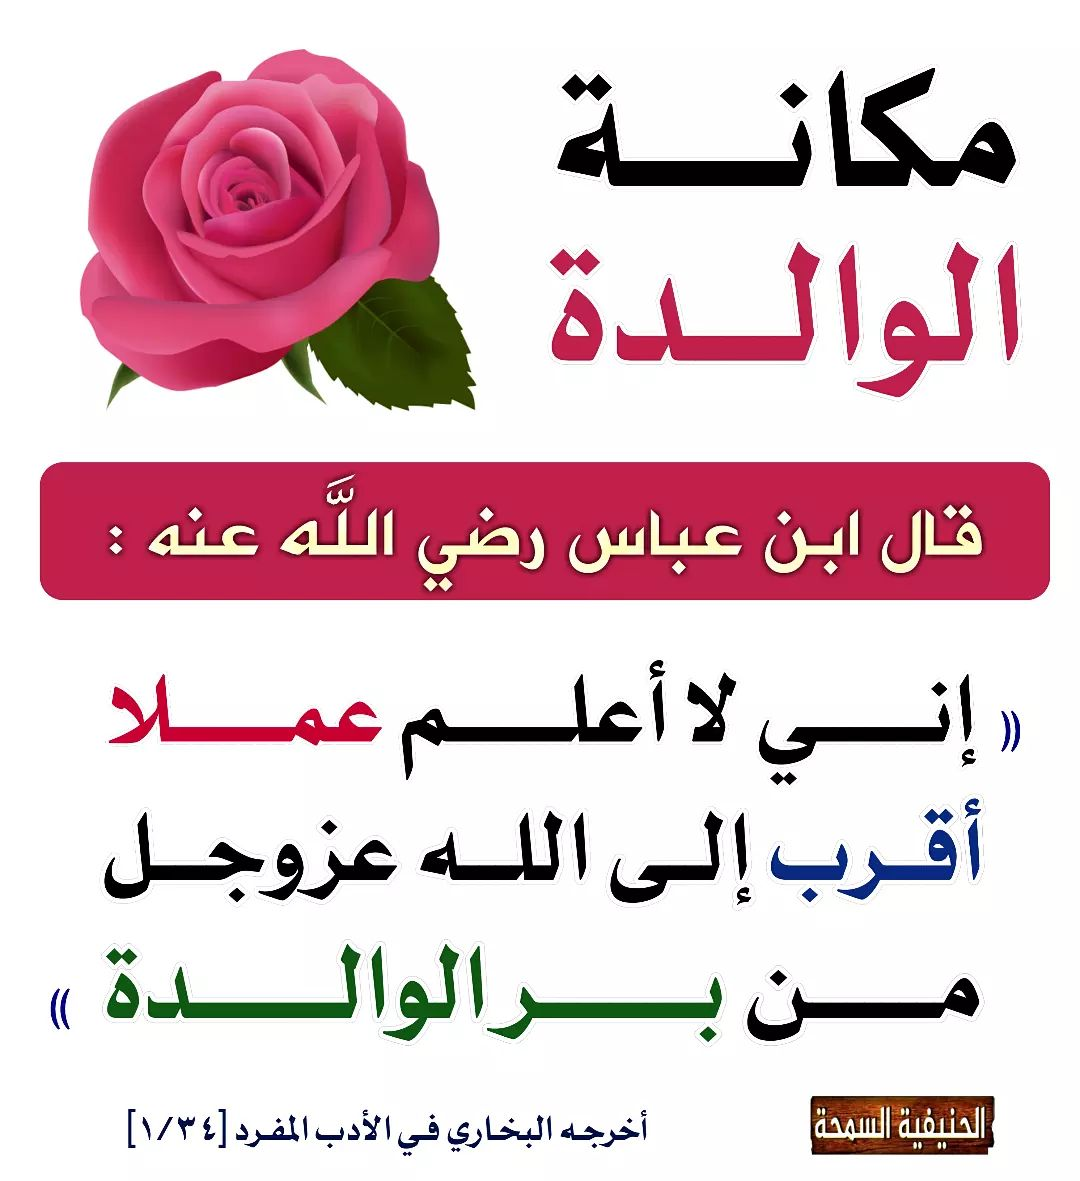 مكانة
الوالدة
قال ابن عباس رضي اللَّه عنه :
(( إني لا أعلم عملا
أقرب إلى الله عزوجل
من بر الوالدة ))
أخرجه البخاري في الأدب المفرد [١/٣٤]
الحنيفية السمحة